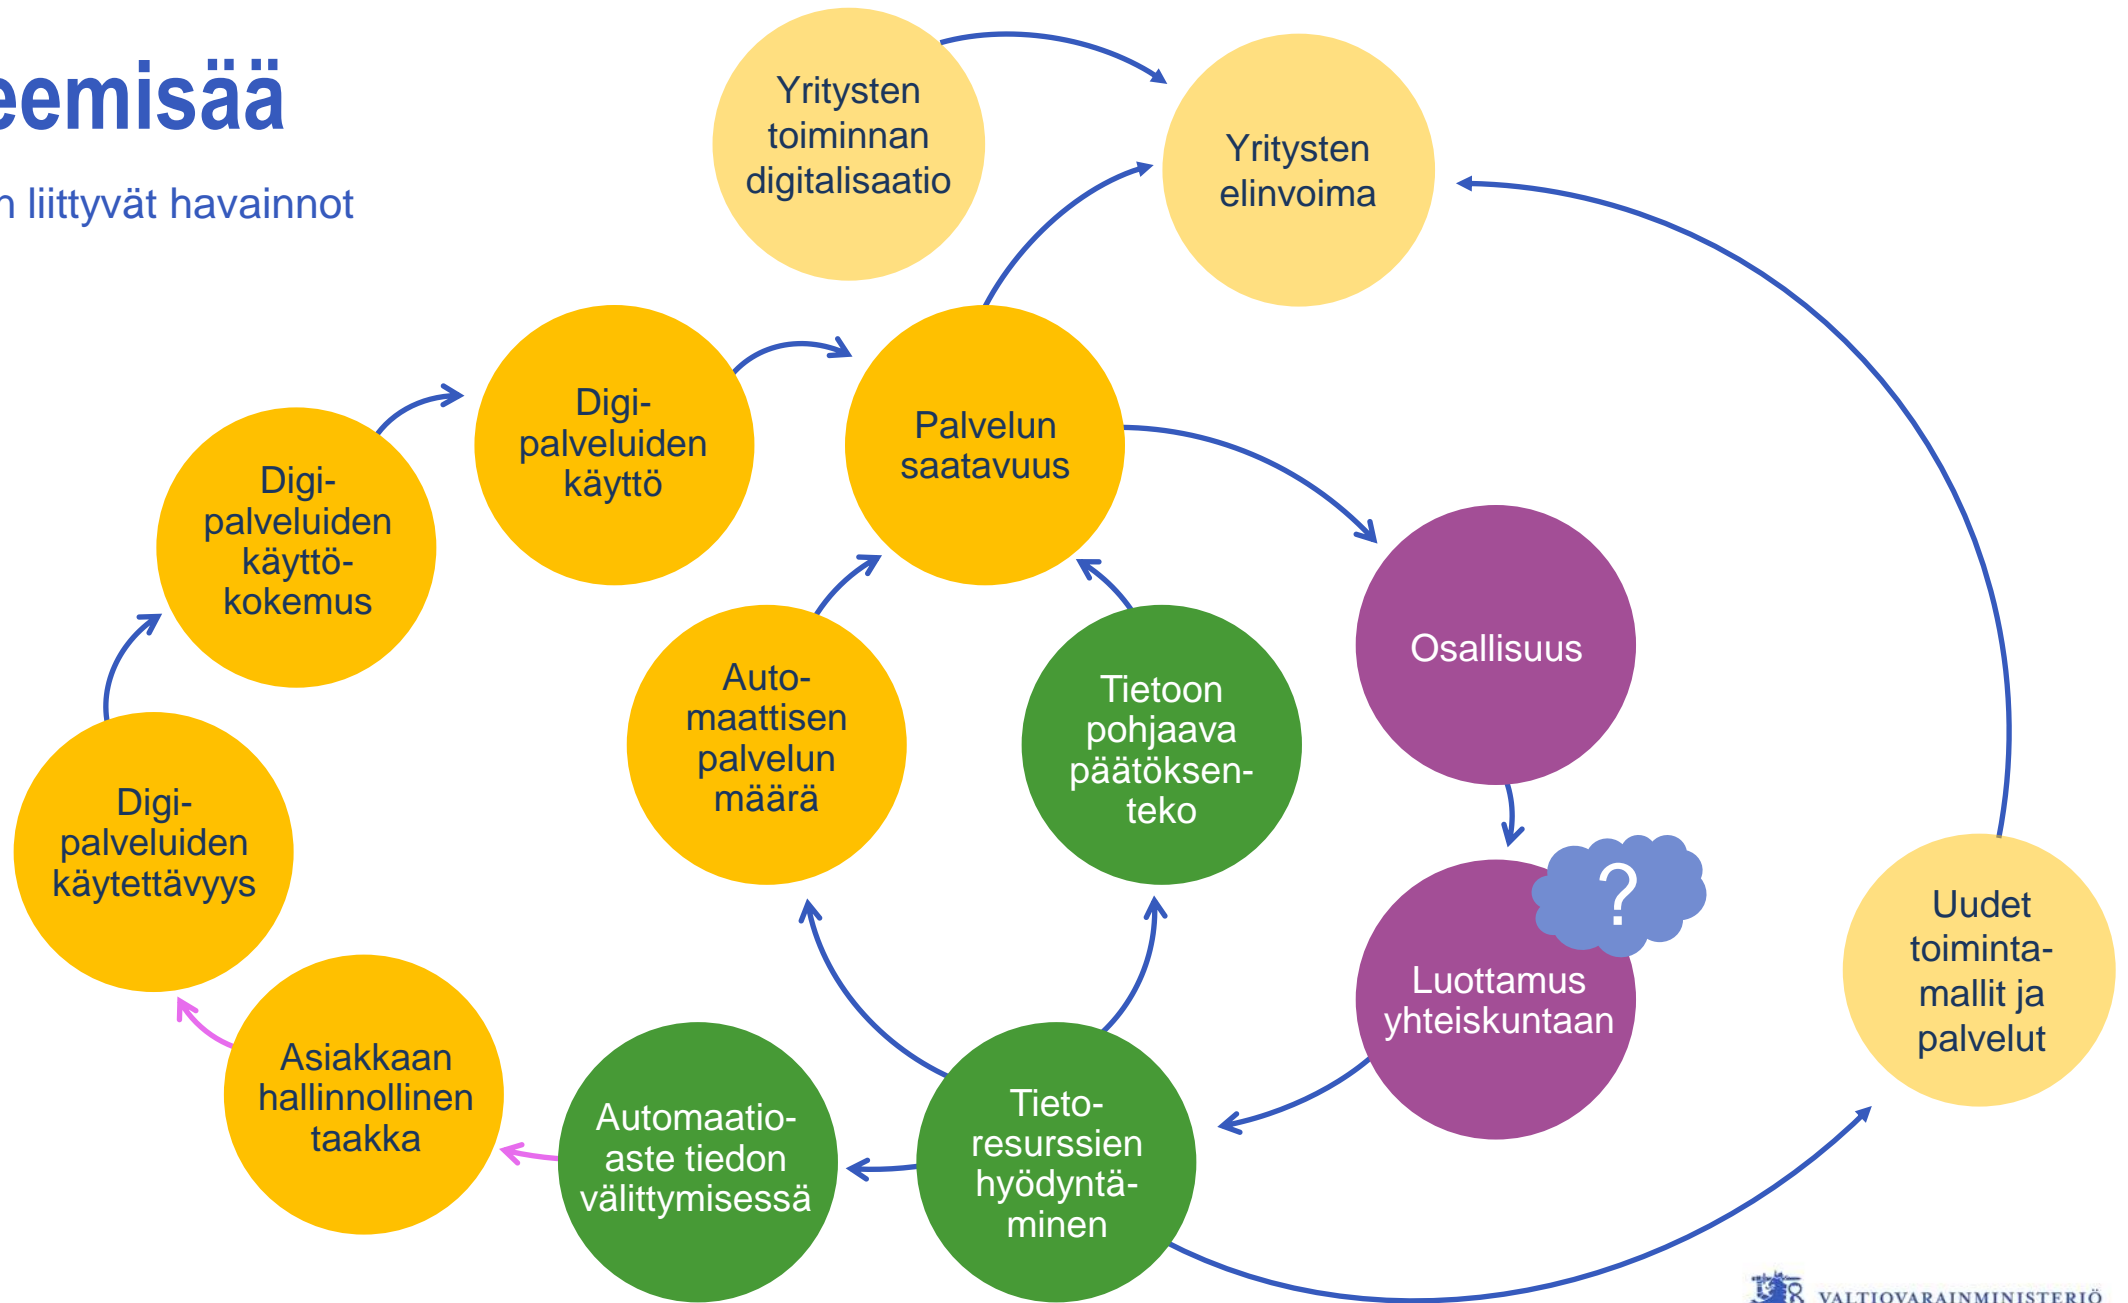 eemisää
n liittyvät havainnot
Yritysten
toiminnan
digitalisaatio
Yritysten
elinvoima
Digi-
palveluiden
käyttö
Palvelun
saatavuus
Digi-
palveluiden
käyttö-
kokemus
Osallisuus
Auto-
maattisen
palvelun
määrä
Tietoon
pohjaava
päätöksen-
teko
Digi-
palveluiden
käytettävyys
?
Luottamus
yhteiskuntaan
Uudet
toiminta-
mallit ja
palvelut
Asiakkaan
hallinnollinen
taakka
Automaatio-
aste tiedon
välittymisessä
Tieto-
resurssien
hyödyntä-
minen
VALTIOVARAINMINISTERIÖ